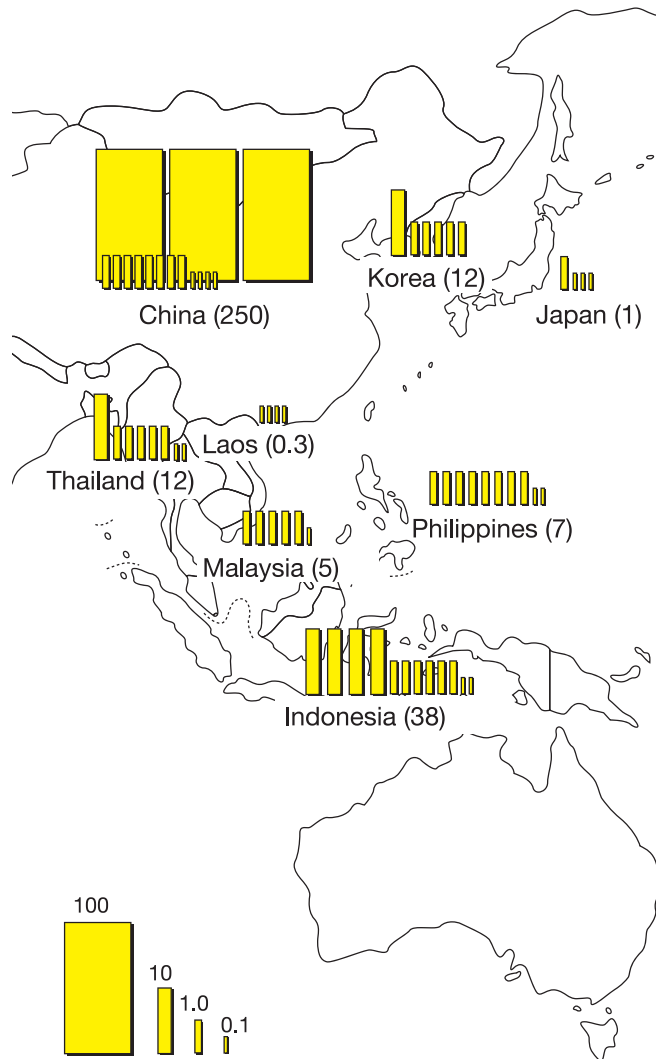 Korea (12)
China (250)
Japan (1)
Laos (0.3)
Thailand (12)
Philippines (7)
Malaysia (5)
Indonesia (38)
100
10
1.0
0.1